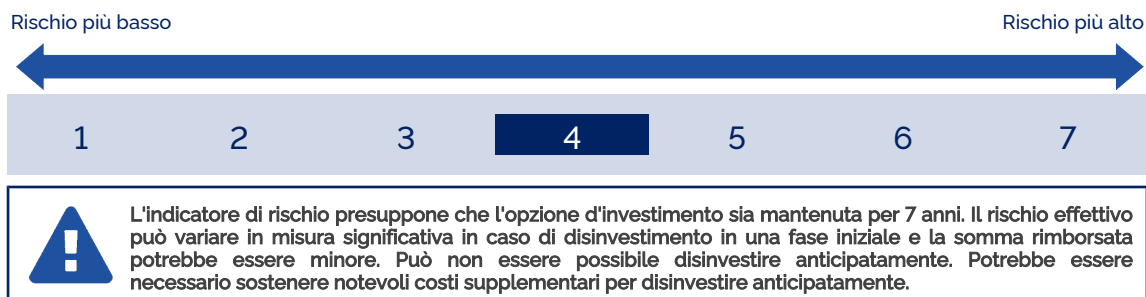 Rischio più basso Rischio più alto
1 2 3 4 5 6 7
L'indicatore di rischio presuppone che l'opzione d'investimento sia mantenuta per 7 anni. Il rischio effettivo
può variare in misura significativa in caso di disinvestimento in una fase iniziale e la somma rimborsata
potrebbe essere minore. Può non essere possibile disinvestire anticipatamente. Potrebbe essere
necessario sostenere notevoli costi supplementari per disinvestire anticipatamente.